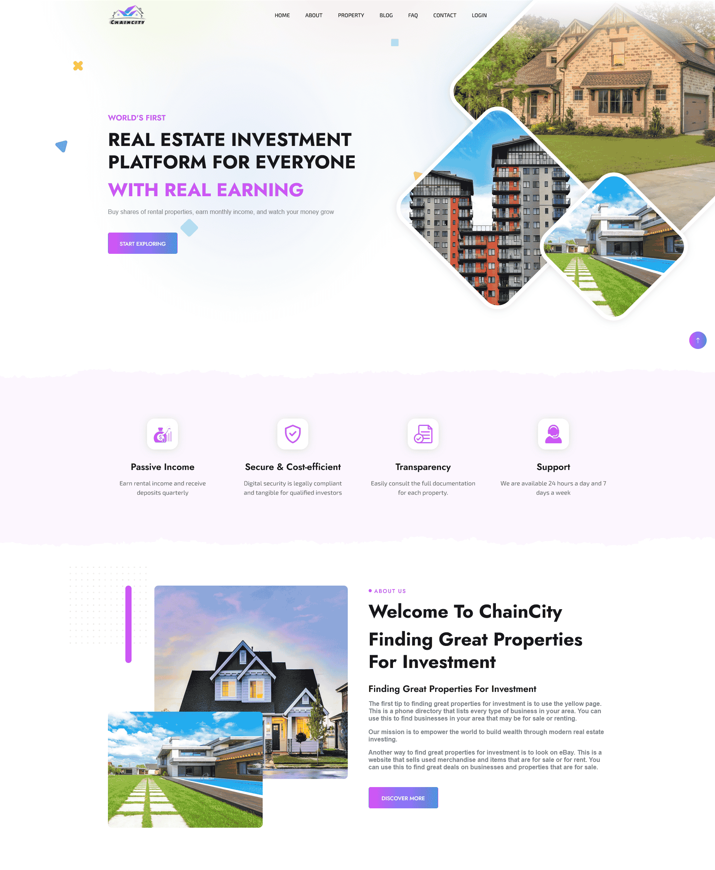 CHAINCITY
HOME ABOUT PROPERTY BLOG FAQ CONTACT LOGIN
WORLD'S FIRST
REAL ESTATE INVESTMENT
PLATFORM FOR EVERYONE
WITH REAL EARNING
Buy shares of rental properties, earn monthly income, and watch your money grow
START EXPLORING
Passive Income
Earn rental income and receive
deposits quarterly
Secure & Cost-efficient
Digital security is legally compliant
and tangible for qualified investors
Transparency
Easily consult the full documentation
for each property.
Support
We are available 24 hours a day and 7
days a week
ABOUT US
Welcome To ChainCity
Finding Great Properties
For Investment
Finding Great Properties For Investment
The first tip to finding great properties for investment is to use the yellow page.
This is a phone directory that lists every type of business in your area. You can
use this to find businesses in your area that may be for sale or renting.
Our mission is to empower the world to build wealth through modern real estate
investing.
Another way to find great properties for investment is to look on eBay. This is a
website that sells used merchandise and items that are for sale or for rent. You
can use this to find great deals on businesses and properties that are for sale.
DISCOVER MORE